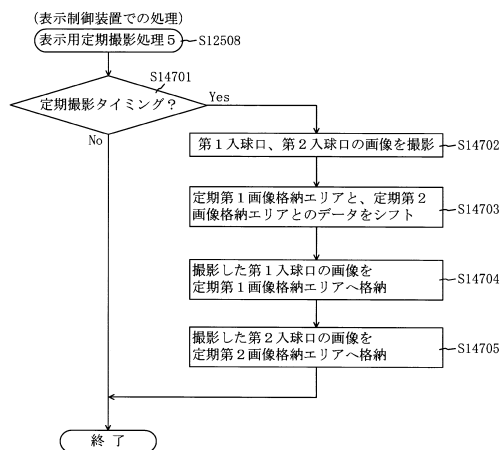 (表示制御装置での処理)
表示用定期撮影処理5
S12508
S14701
定期撮影タイミング?
Yes
No
第1入球口、第2入球口の画像を撮影
S14702
定期第1画像格納エリアと、定期第2
画像格納エリアとのデータをシフト
S14703
撮影した第1入球口の画像を
定期第1画像格納エリアへ格納
S14704
撮影した第2入球口の画像を
定期第2画像格納エリアへ格納
S14705
終了